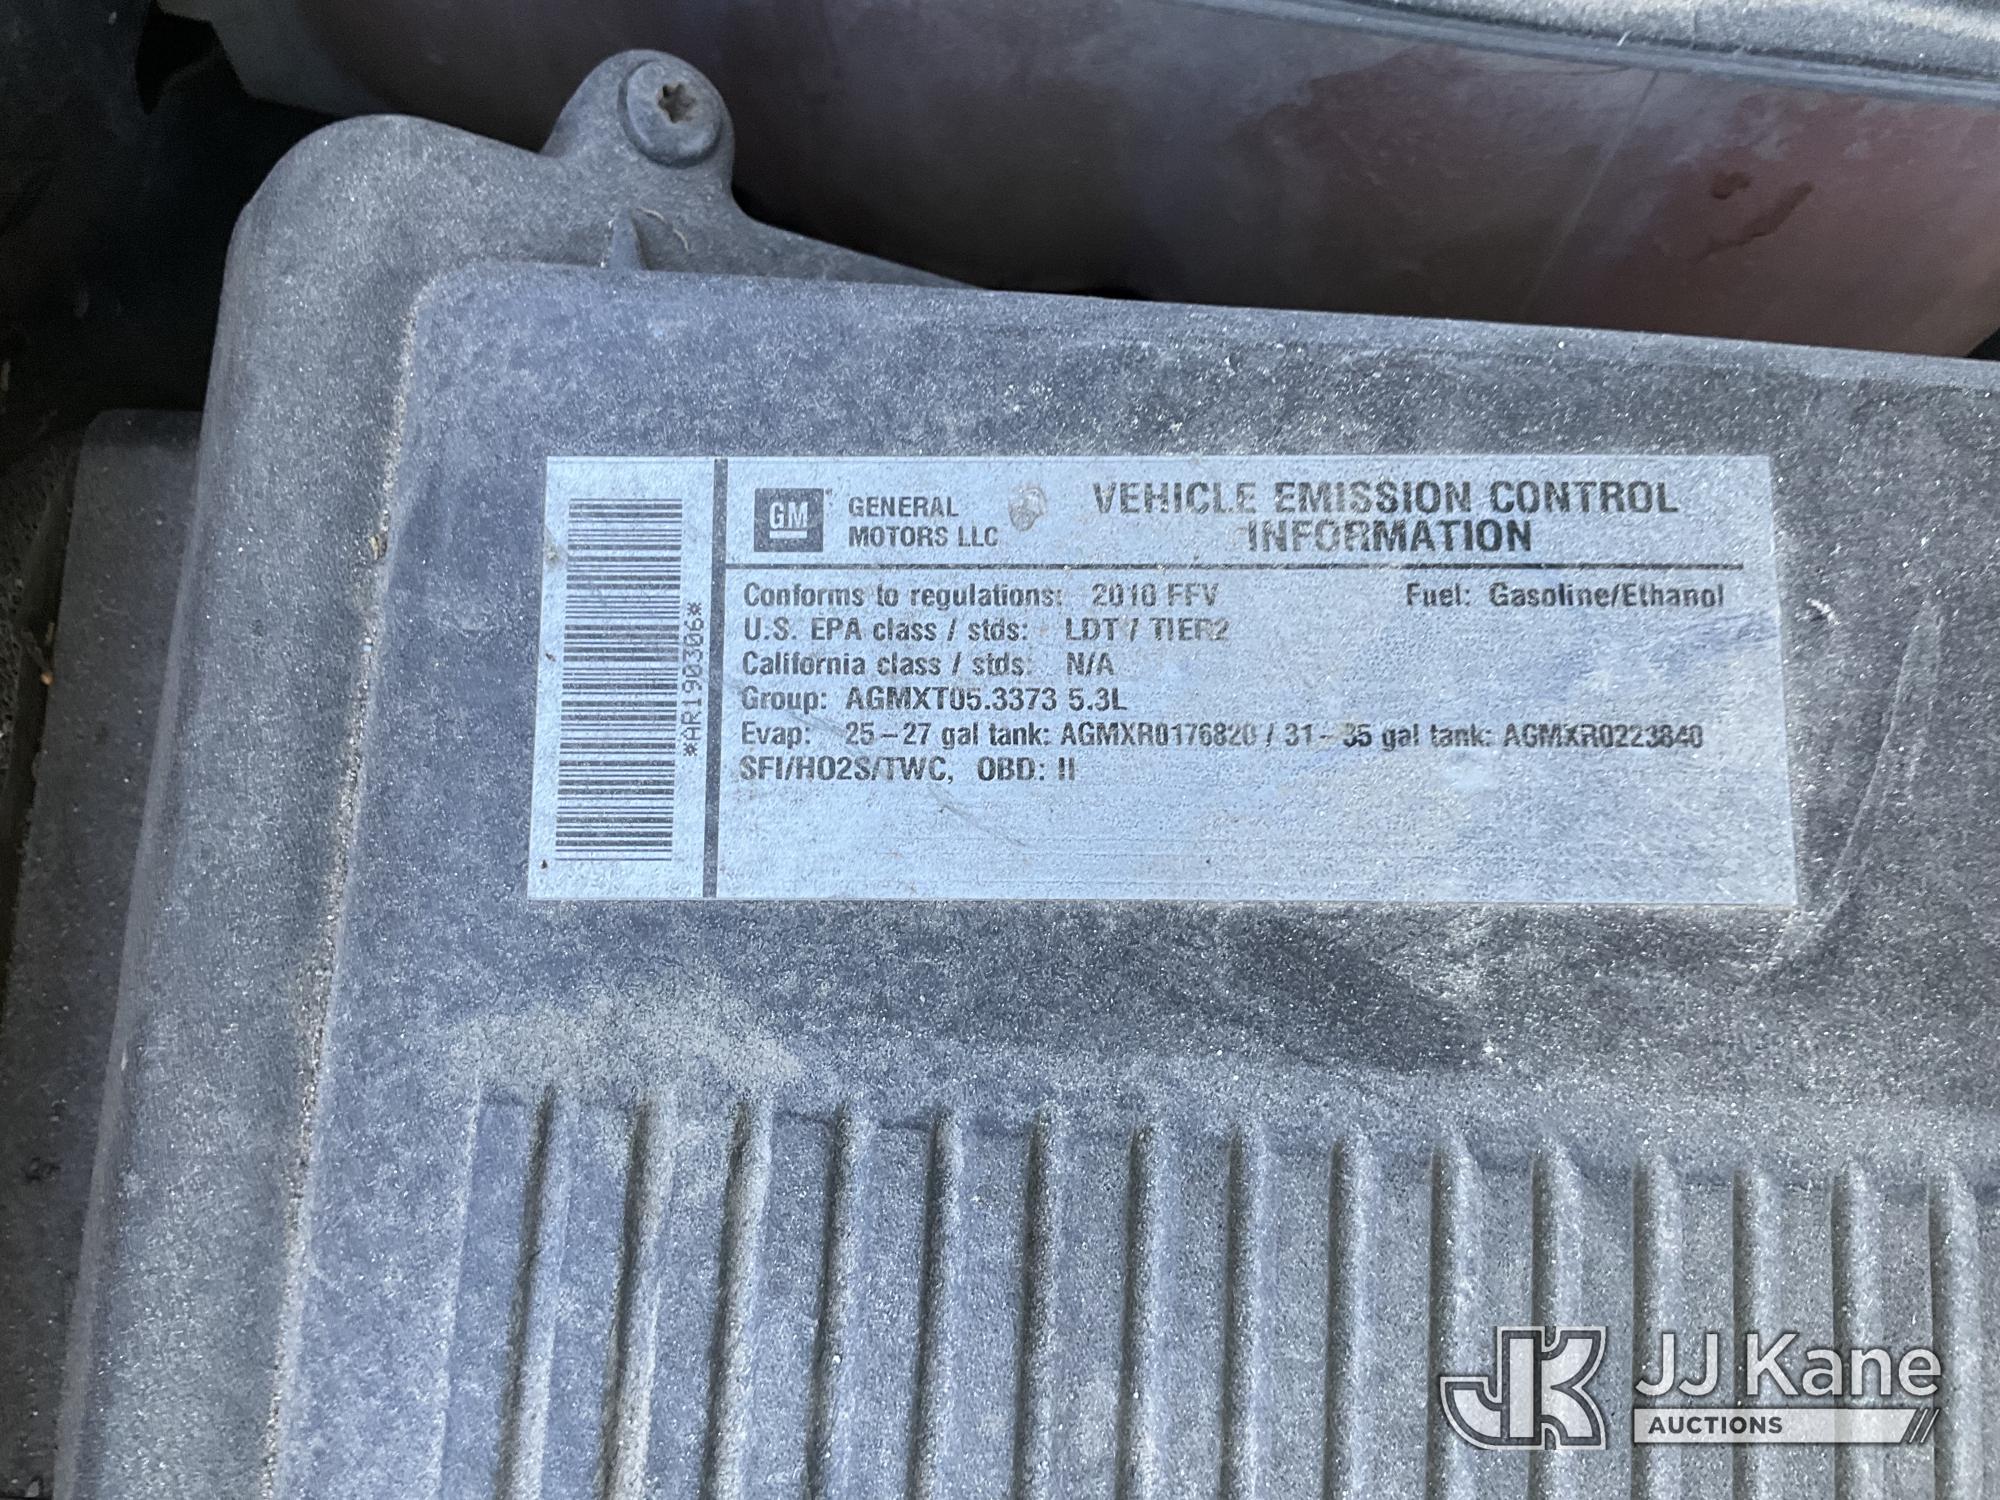 *AR190306*
GM GENERAL MOTORS LLC
VEHICLE EMISSION CONTROL
INFORMATION
Conforms to regulations: 2010 FFV Fuel: Gasoline/Ethanol
U.S. EPA class / stds: LDT / TIER2
California class / stds: N/A
Group: AGMXT05.3373 5.3L
Evap: 25-27 gal tank: AGMXR0176820 / 31-35 gal tank: AGMXR0223840
SFI/HO2S/TWC, OBD: II
JK JJ Kane
AUCTIONS